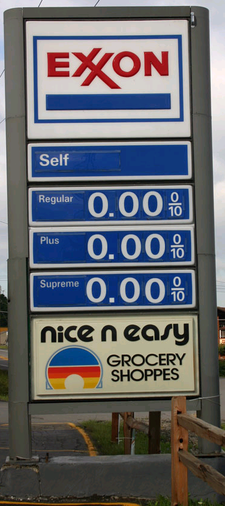 EXXON
Self
Regular 0.00 0/10
Plus 0.00 0/10
Supreme 0.00 0/10
nice n easy
GROCERY
SHOPPES